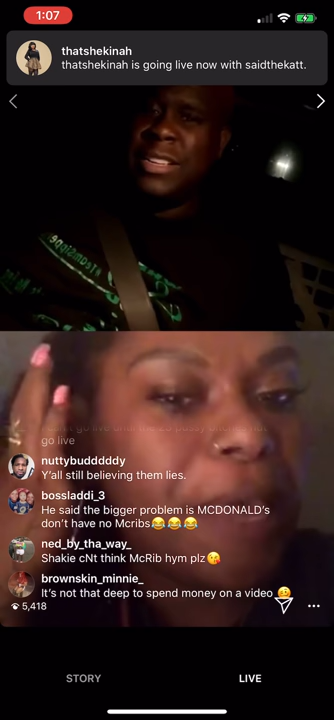 1:07
thatshekinah
thatshekinah is going live now with saidthekatt.
go live
nuttybudddddy
Y'all still believing them lies.
bossladdi_3
He said the bigger problem is MCDONALD's
don't have no Mcribs😂😂😂
ned_by_tha_way_
Shakie cNt think McRib hym plz😘
brownskin_minnie_
It's not that deep to spend money on a video
5,418
STORY
LIVE